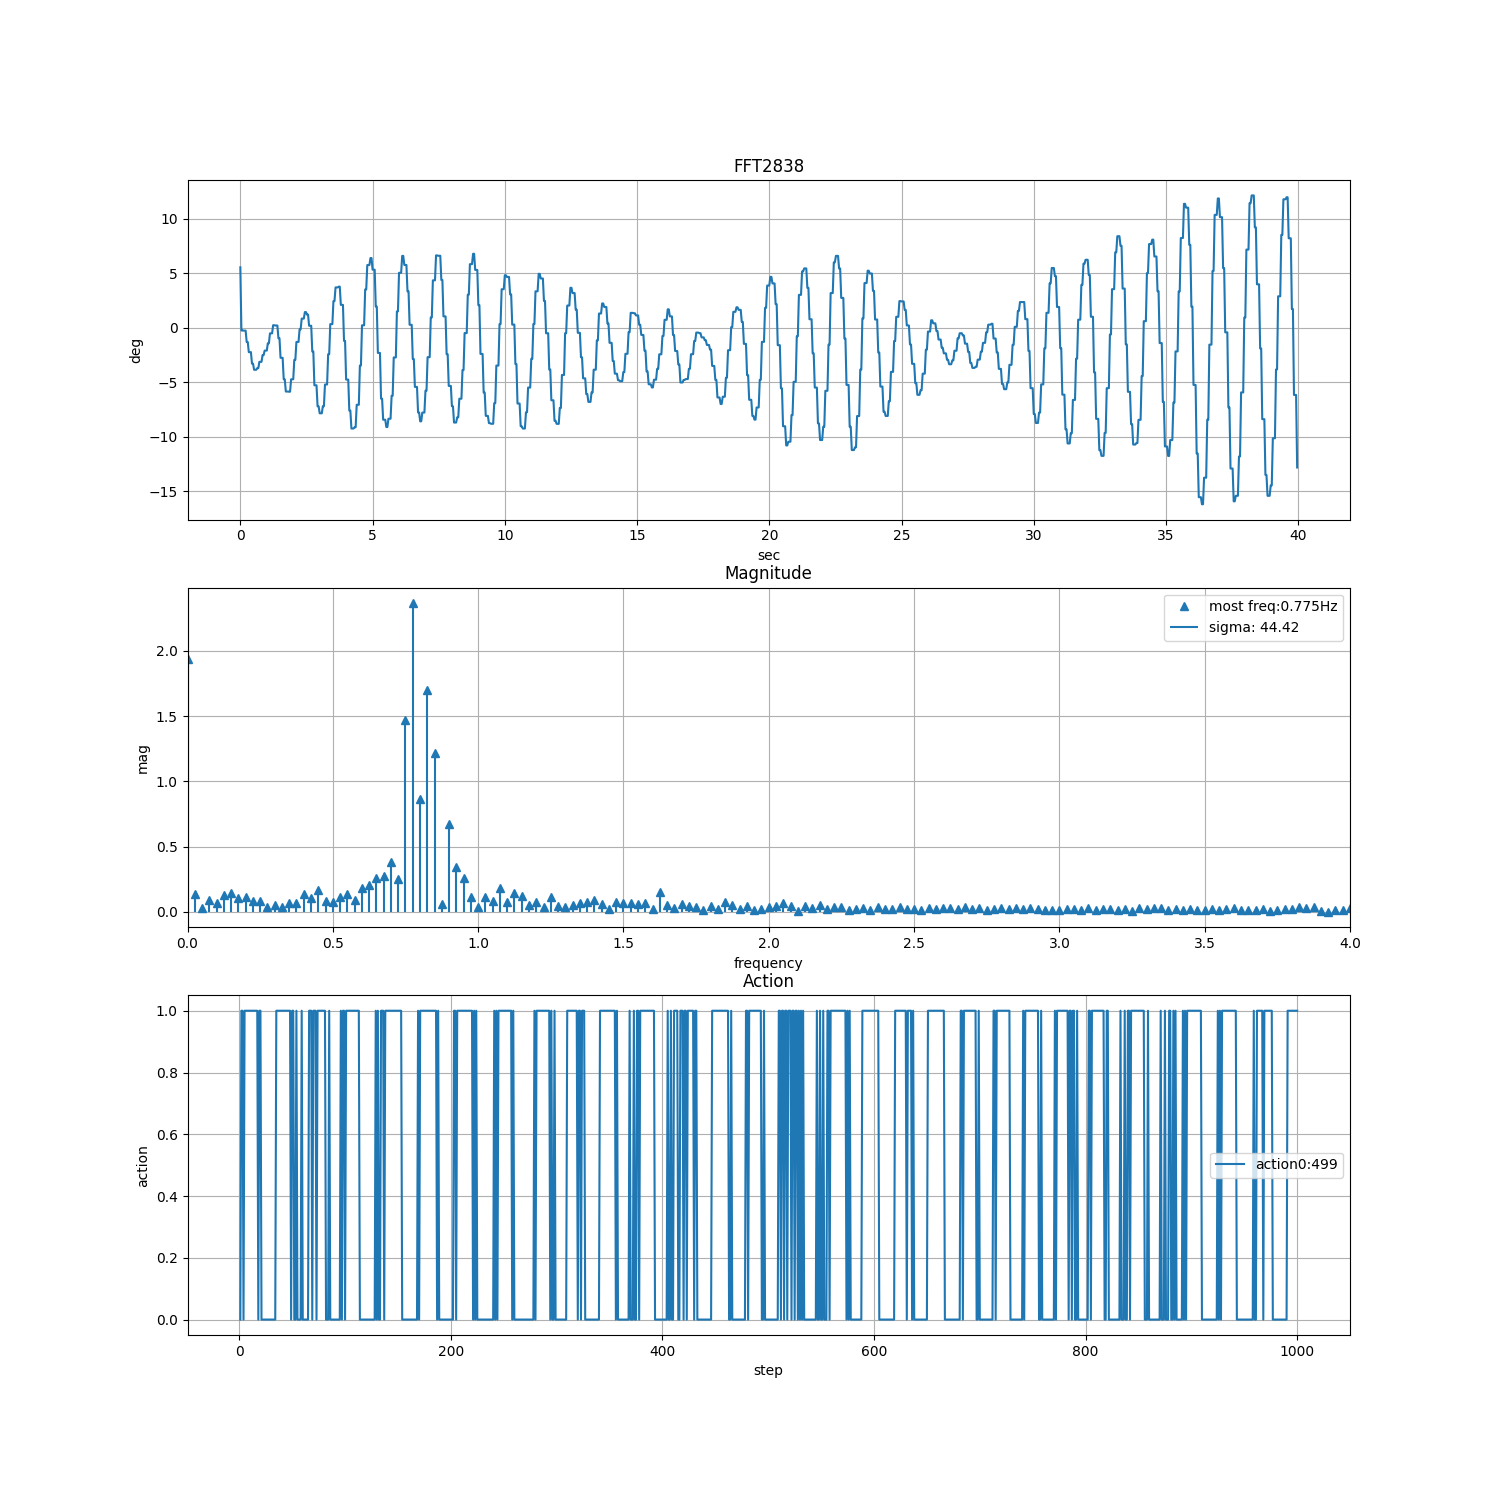 FFT2838
10
5
0
−5
−10
−15
deg
0 5 10 15 20 25 30 35 40
sec
Magnitude
most freq:0.775Hz
sigma: 44.42
2.0
1.5
1.0
0.5
0.0
mag
0.0 0.5 1.0 1.5 2.0 2.5 3.0 3.5 4.0
frequency
Action
1.0
0.8
0.6
0.4
0.2
0.0
action
action0:499
0 200 400 600 800 1000
step